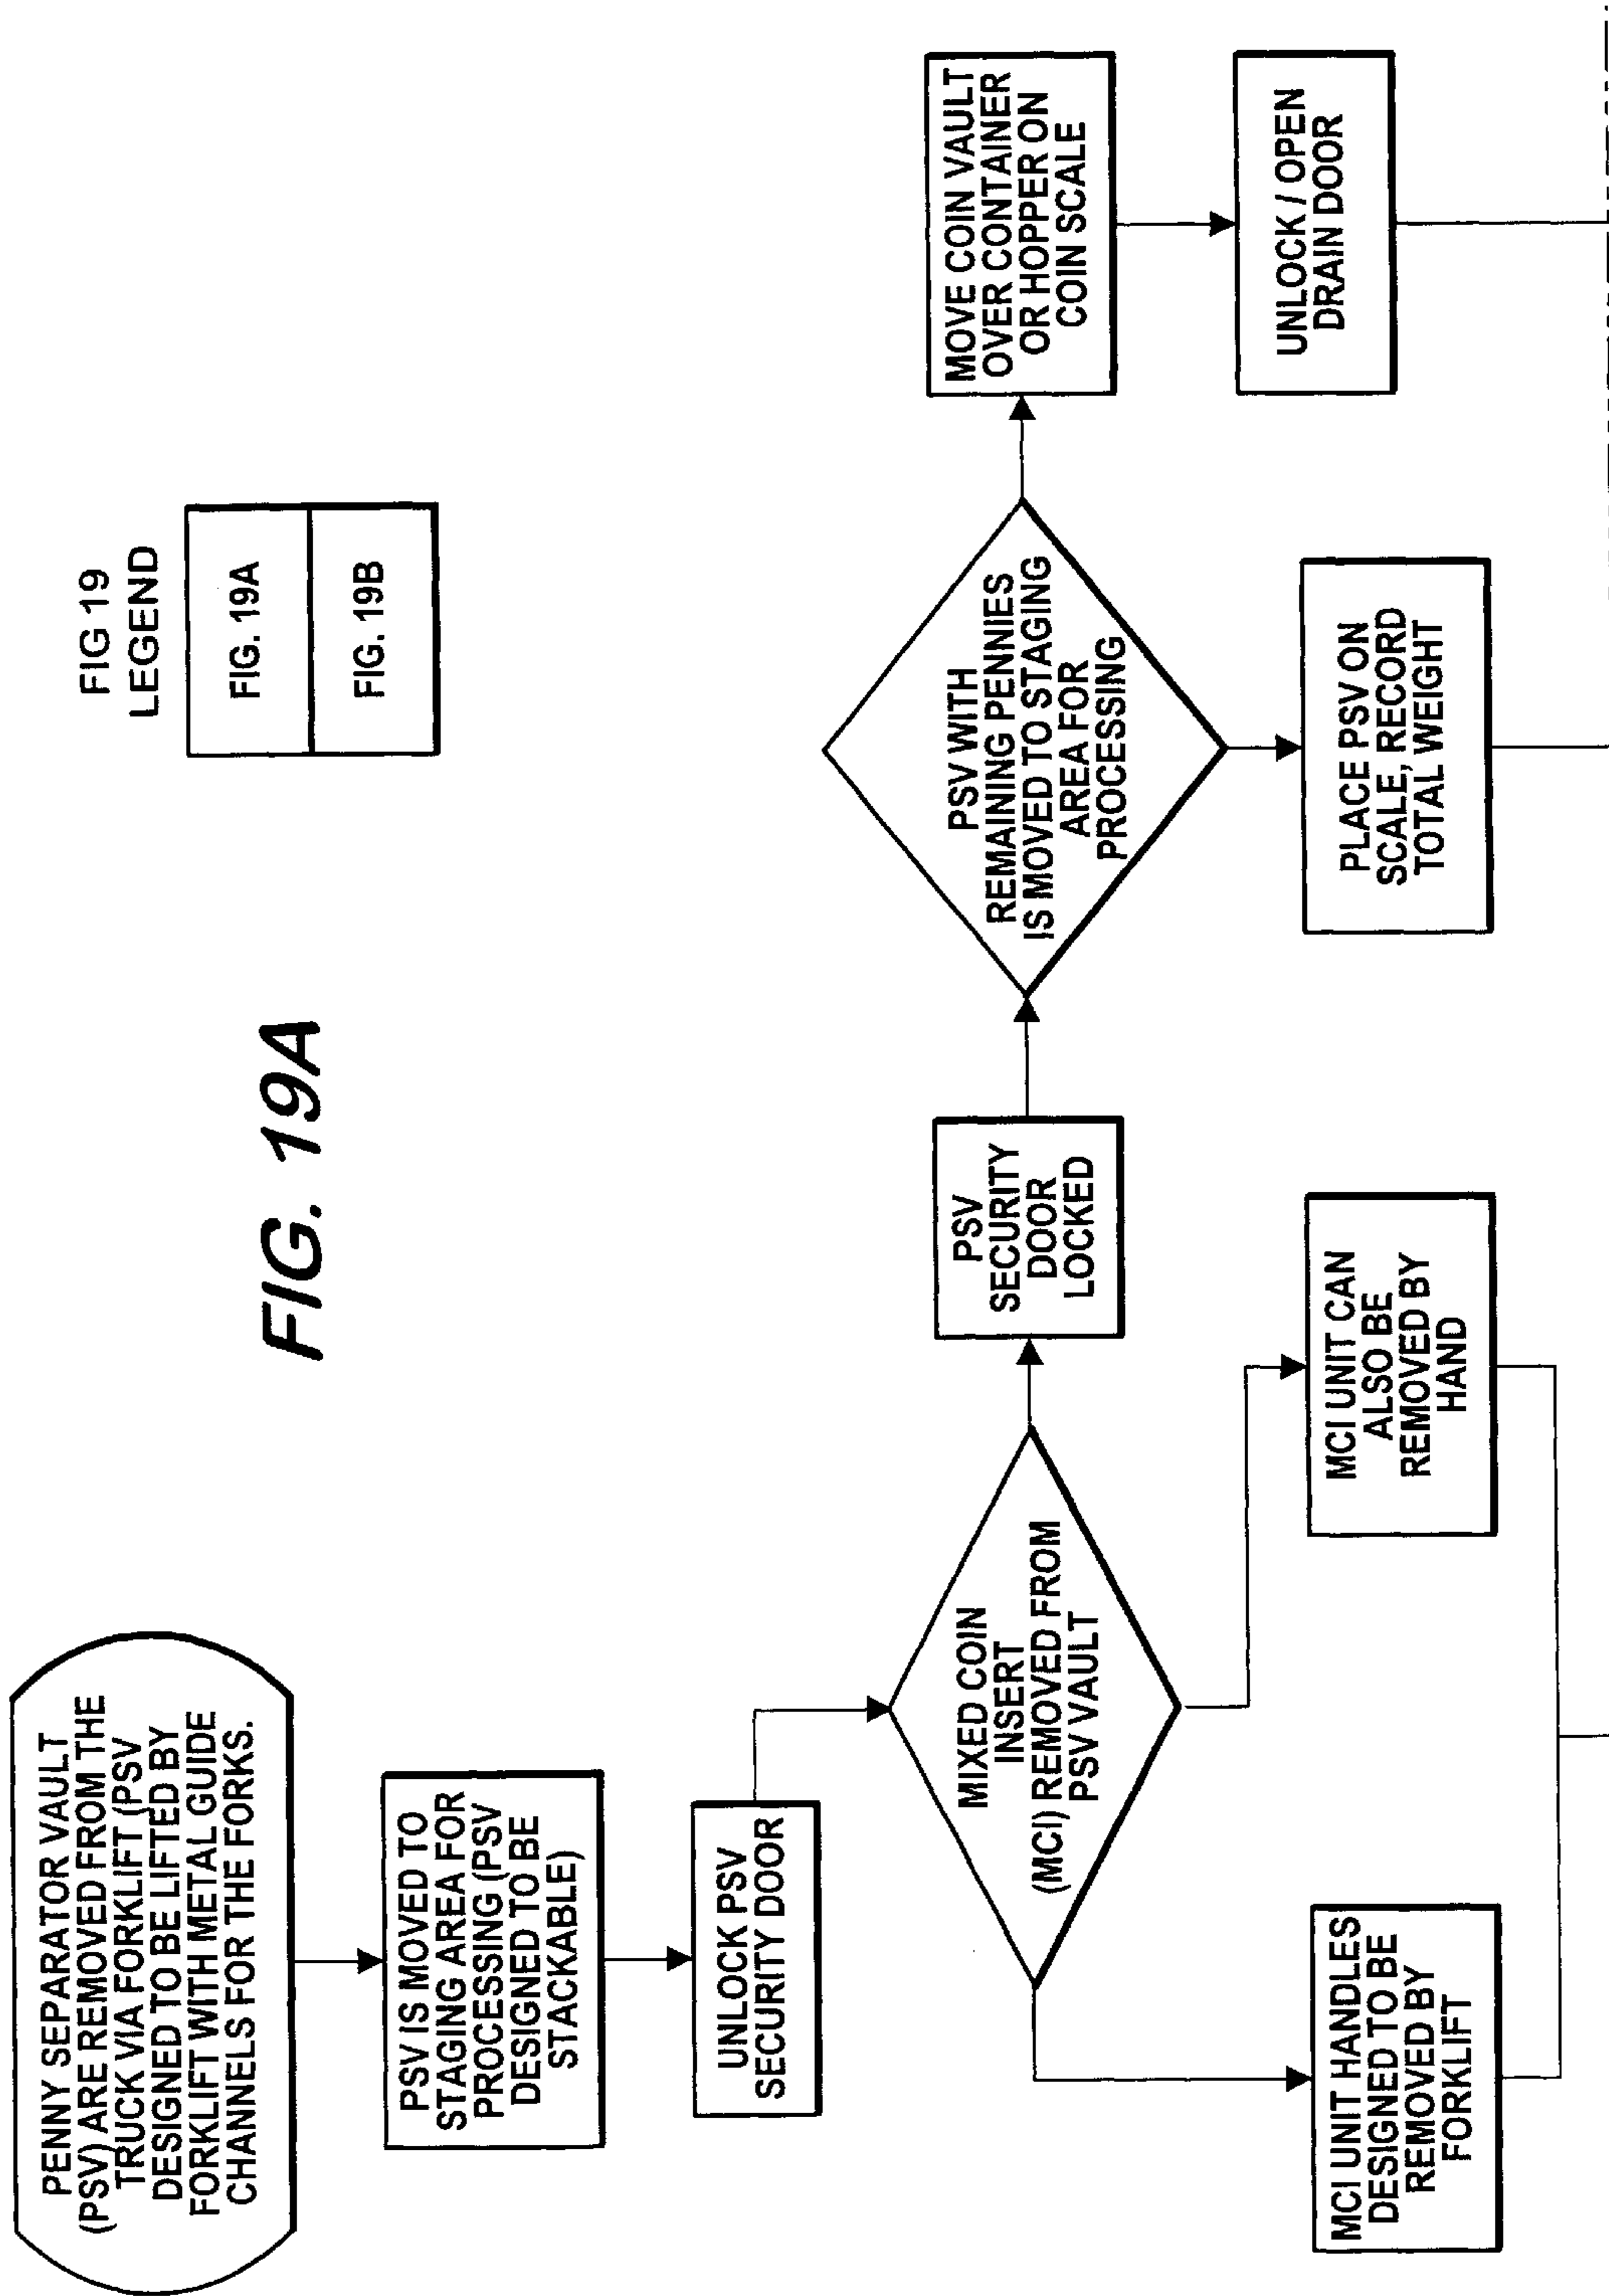 FIG. 19A
FIG 19
LEGEND
FIG. 19A
FIG. 19B
PENNY SEPARATOR VAULT
(PSV) ARE REMOVED FROM THE
TRUCK VIA FORKLIFT (PSV
DESIGNED TO BE LIFTED BY
FORKLIFT WITH METAL GUIDE
CHANNELS FOR THE FORKS.
PSV IS MOVED TO
STAGING AREA FOR
PROCESSING (PSV
DESIGNED TO BE
STACKABLE)
UNLOCK PSV
SECURITY DOOR
MIXED COIN
INSERT
(MCI) REMOVED FROM
PSV VAULT
MCI UNIT HANDLES
DESIGNED TO BE
REMOVED BY
FORKLIFT
MCI UNIT CAN
ALSO BE
REMOVED BY
HAND
PSV
SECURITY
DOOR
LOCKED
PSV WITH
REMAINING PENNIES
IS MOVED TO STAGING
AREA FOR
PROCESSING
PLACE PSV ON
SCALE, RECORD
TOTAL WEIGHT
MOVE COIN VAULT
OVER CONTAINER
OR HOPPER ON
COIN SCALE
UNLOCK / OPEN
DRAIN DOOR